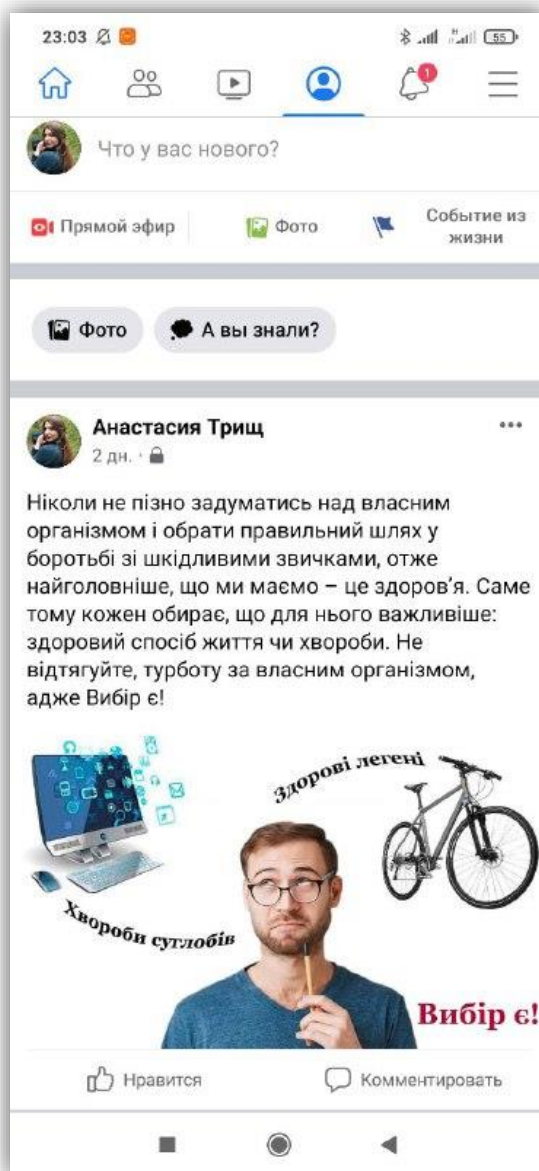 23:03
55
1
Что у вас нового?
Прямой эфир
Фото
Событие из
жизни
Фото
А вы знали?
Анастасия Трищ
2 дн. ·
Ніколи не пізно задуматись над власним
організмом і обрати правильний шлях у
боротьбі зі шкідливими звичками, отже
найголовніше, що ми маємо – це здоров’я. Саме
тому кожен обирає, що для нього важливіше:
здоровий спосіб життя чи хвороби. Не
відтягуйте, турботу за власним організмом,
адже Вибір є!
Здорові легені
Хвороби суглобів
Вибір є!
Нравится
Комментировать